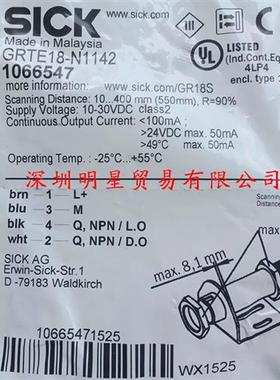 SICK
Made in Malaysia
GRTE18-N1142
1066547
LISTED
(Ind.Cont.Eq
4LP4
encl. type
more information: www.sick.com/GR18S
Scanning Distance: 10...400 mm (550mm), R=90%
Supply Voltage: 10-30VDC class2
Continuous Output Current: <100mA;
>24VDC max. 50mA
>49°C max. 50mA
Operating Temp.: -25°C...+55°C
深圳明星贸易有限公司
brn – 1 – L+
blu – 3 – M
blk – 4 – Q, NPN / L.O
wht – 2 – Q, NPN / D.O
SICK AG
Erwin-Sick-Str.1
D -79183 Waldkirch
Scanning
Dista
max. 8,1 mm
10665471525
WX1525